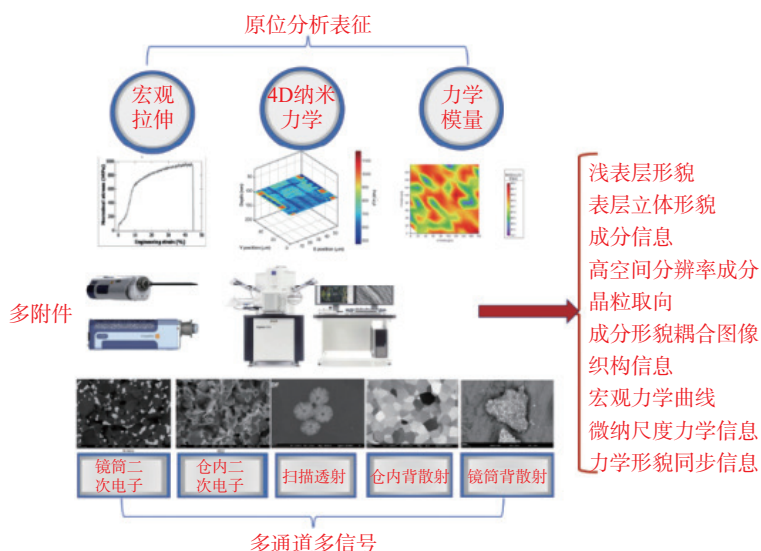 原位分析表征
宏观
拉伸
4D纳米
力学
力学
模量
Engineering strain (%)
Y position (μm)
X position (μm)
浅表层形貌
表层立体形貌
成分信息
高空间分辨率成分
晶粒取向
成分形貌耦合图像
织构信息
宏观力学曲线
微纳尺度力学信息
力学形貌同步信息
多附件
镜筒二
次电子
仓内二
次电子
扫描透射
仓内背散射
镜筒背散射
多通道多信号